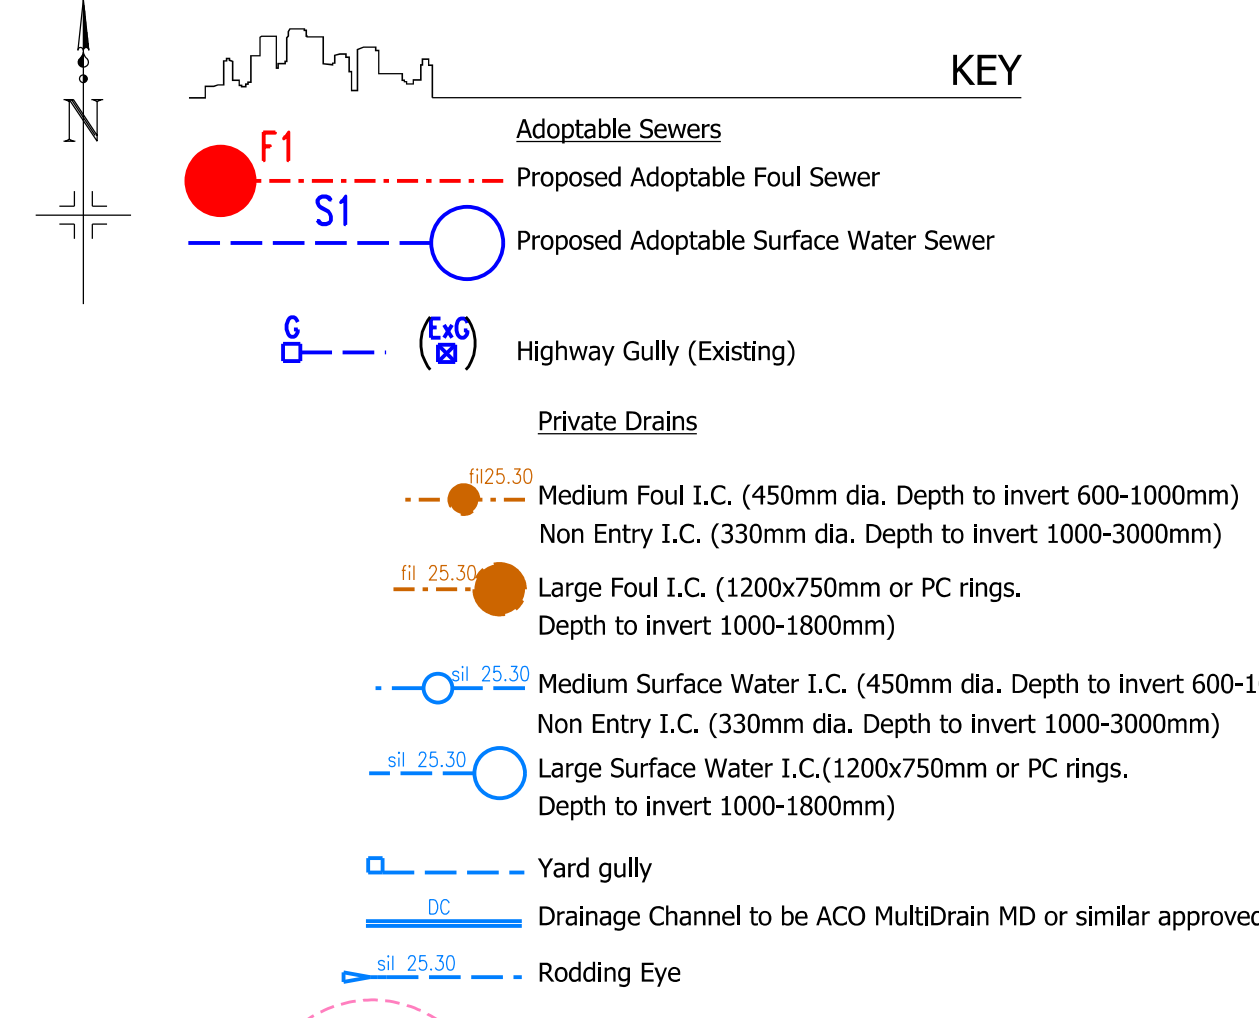 N
KEY
Adoptable Sewers
F1
Proposed Adoptable Foul Sewer
S1
Proposed Adoptable Surface Water Sewer
G
(ExG)
Highway Gully (Existing)
Private Drains
fil25.30
Medium Foul I.C. (450mm dia. Depth to invert 600-1000mm)
Non Entry I.C. (330mm dia. Depth to invert 1000-3000mm)
fil 25.30
Large Foul I.C. (1200x750mm or PC rings.
Depth to invert 1000-1800mm)
sil 25.30
Medium Surface Water I.C. (450mm dia. Depth to invert
Non Entry I.C. (330mm dia. Depth to invert 1000-3000mm)
sil 25.30
Large Surface Water I.C.(1200x750mm or PC rings.
Depth to invert 1000-1800mm)
Yard gully
DC
Drainage Channel to be ACO MultiDrain MD or similar approved
sil 25.30
Rodding Eye